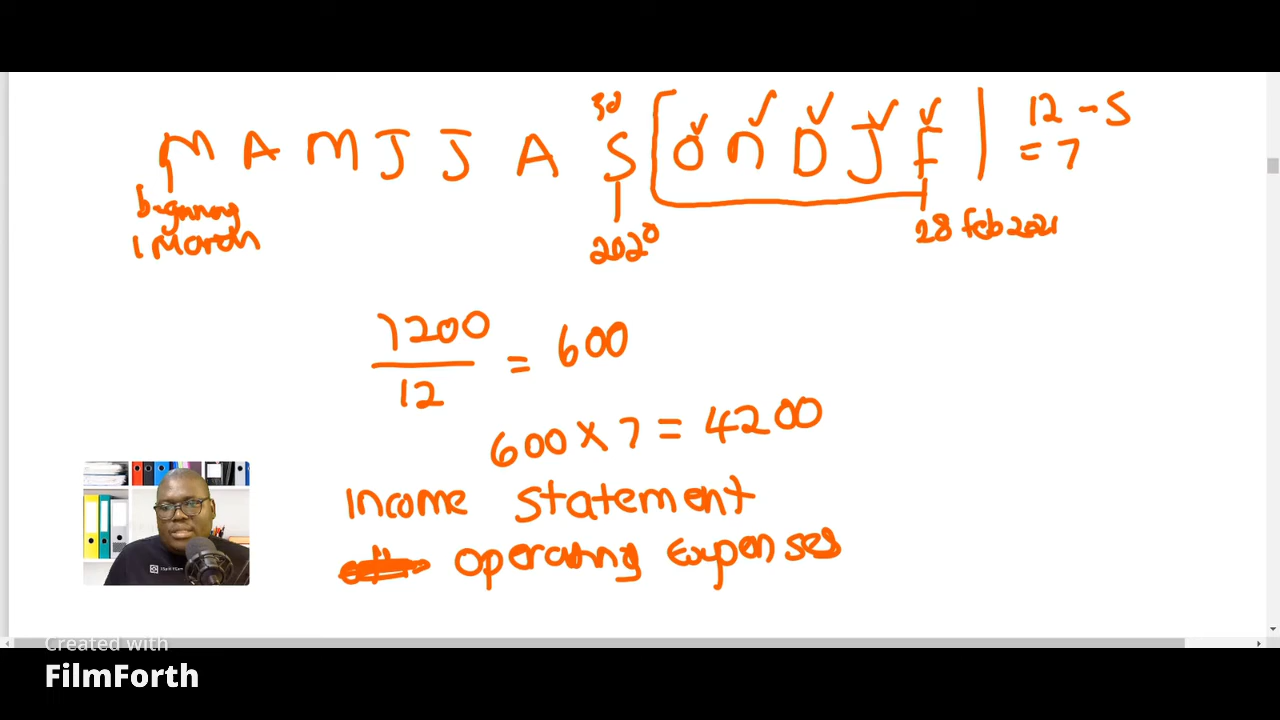 30
M A M J J A S [O N D J F | 12 - 5
= 7
beginning
1 March
2020
28 Feb 2021
7200
12
= 600
600 x 7 = 4200
Income Statement
Operating Expenses
Created with
FilmForth